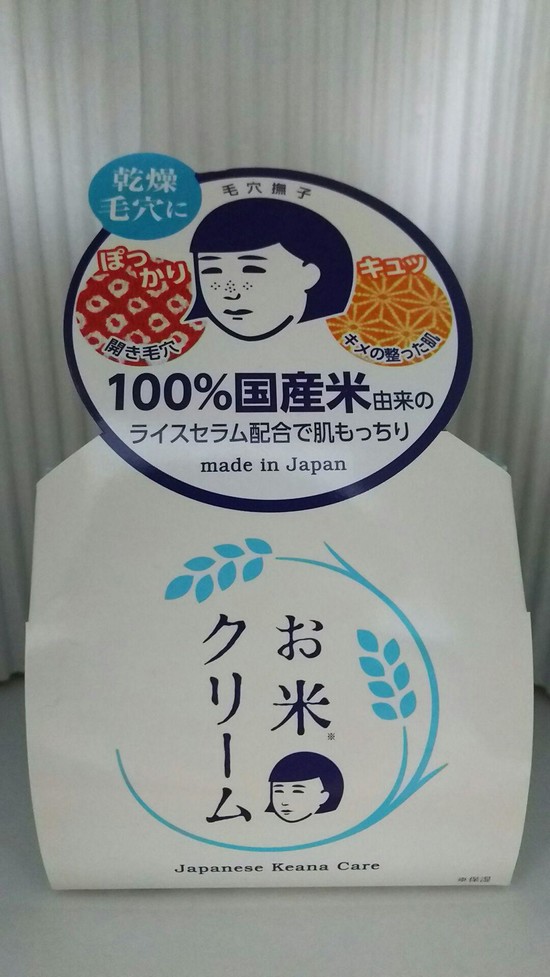 乾燥
毛穴に
毛穴撫子
ぽっかり
開き毛穴
キュッ
キメの整った肌
100%国産米由来の
ライスセラム配合で肌もっちり
made in Japan
お米※
クリーム
Japanese Keana Care
※保湿